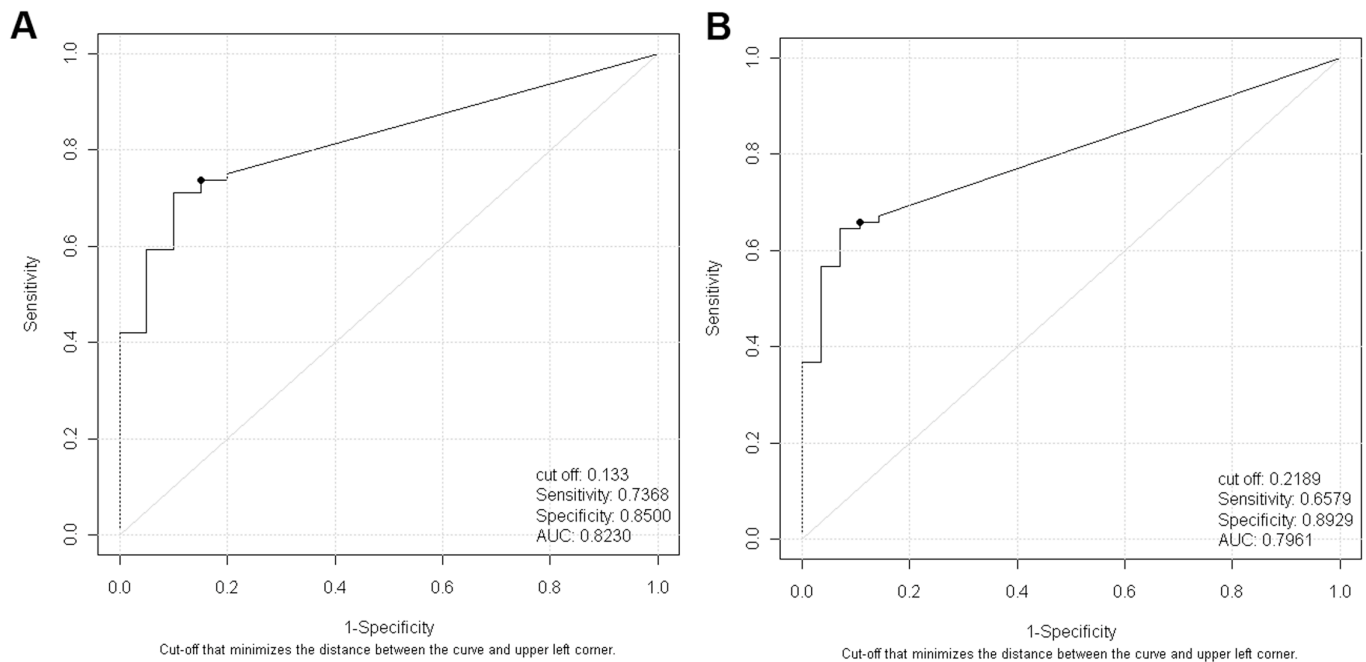 A
1.0
0.8
0.6
0.4
0.2
0.0
Sensitivity
cut off: 0.133
Sensitivity: 0.7368
Specificity: 0.8500
AUC: 0.8230
0.0 0.2 0.4 0.6 0.8 1.0
1-Specificity
Cut-off that minimizes the distance between the curve and upper left corner.
B
1.0
0.8
0.6
0.4
0.2
0.0
Sensitivity
cut off: 0.2189
Sensitivity: 0.6579
Specificity: 0.8929
AUC: 0.7961
0.0 0.2 0.4 0.6 0.8 1.0
1-Specificity
Cut-off that minimizes the distance between the curve and upper left corner.